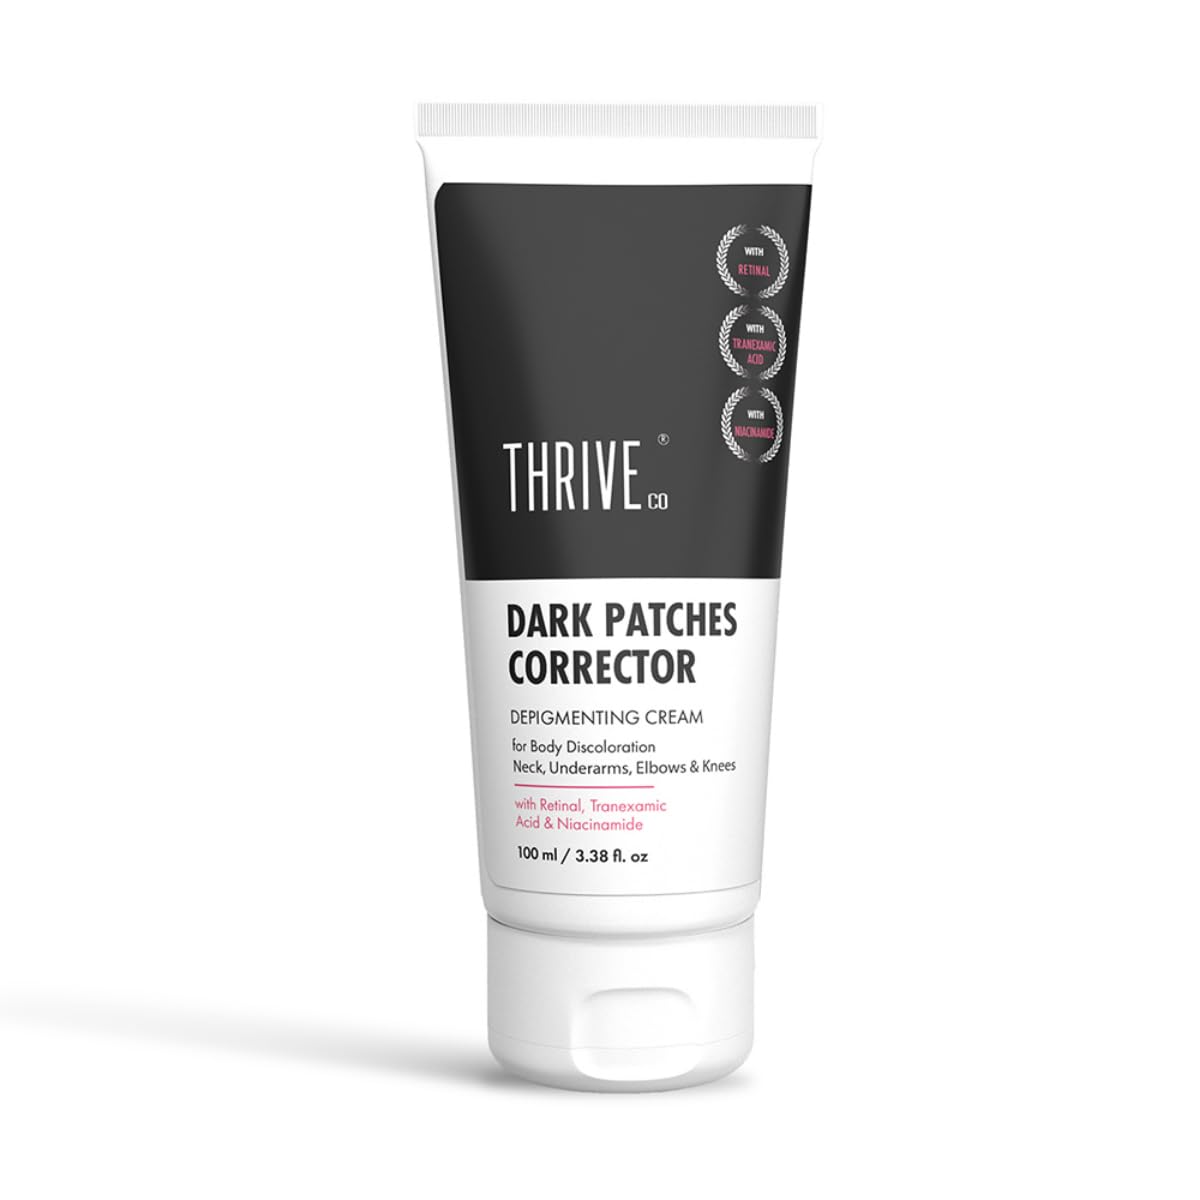 WITH
RETINAL
WITH
TRANEXAMIC
ACID
WITH
NIACINAMIDE
THRIVE®
CO
DARK PATCHES
CORRECTOR
DEPIGMENTING CREAM
for Body Discoloration
Neck, Underarms, Elbows & Knees
with Retinal, Tranexamic
Acid & Niacinamide
100 ml / 3.38 fl. oz